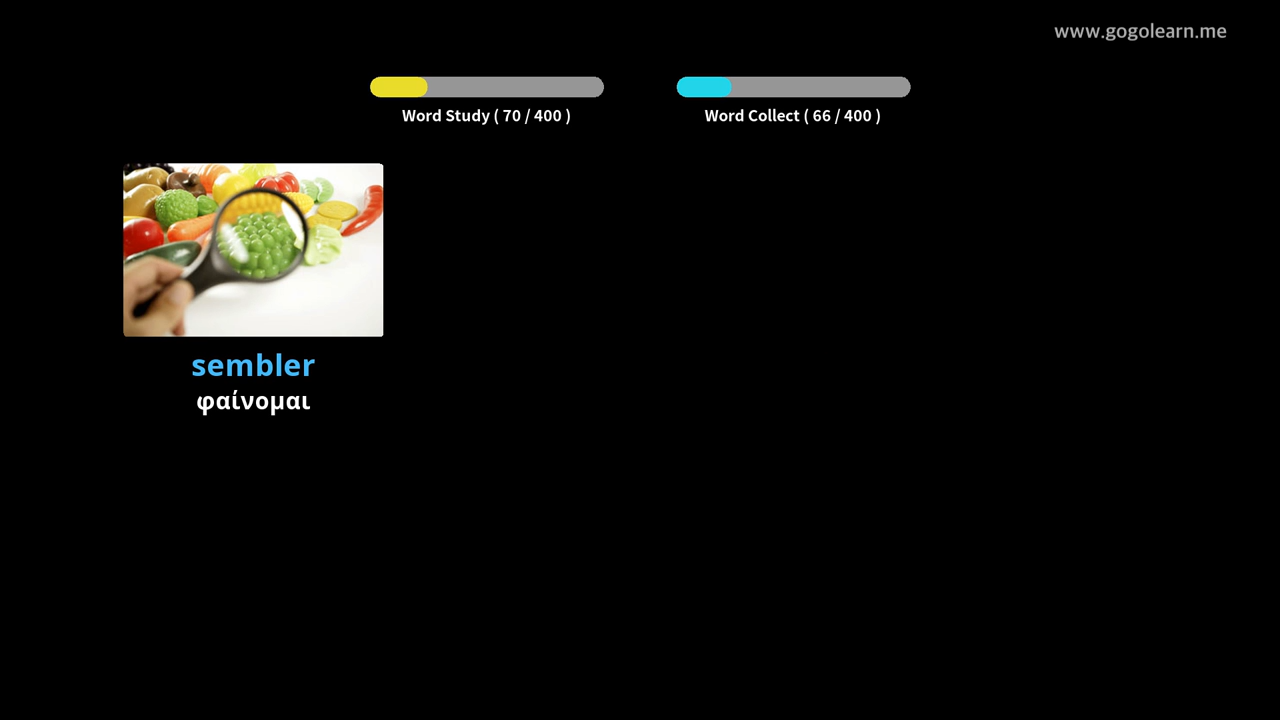 www.gogolearn.me
Word Study ( 70 / 400 )
Word Collect ( 66 / 400 )
sembler
φαίνομαι